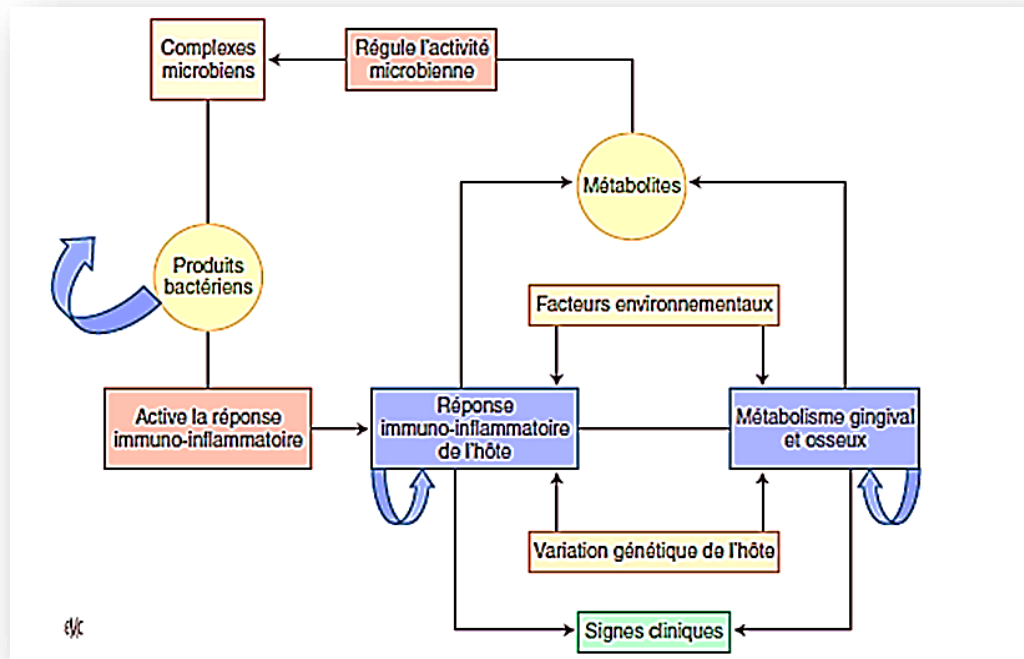 Complexes
microbiens
Régule l'activité
microbienne
Métabolites
Produits
bactériens
Facteurs environnementaux
Active la réponse
immuno-inflammatoire
Réponse
immuno-inflammatoire
de l'hôte
Métabolisme gingival
et osseux
Variation génétique de l'hôte
Signes cliniques